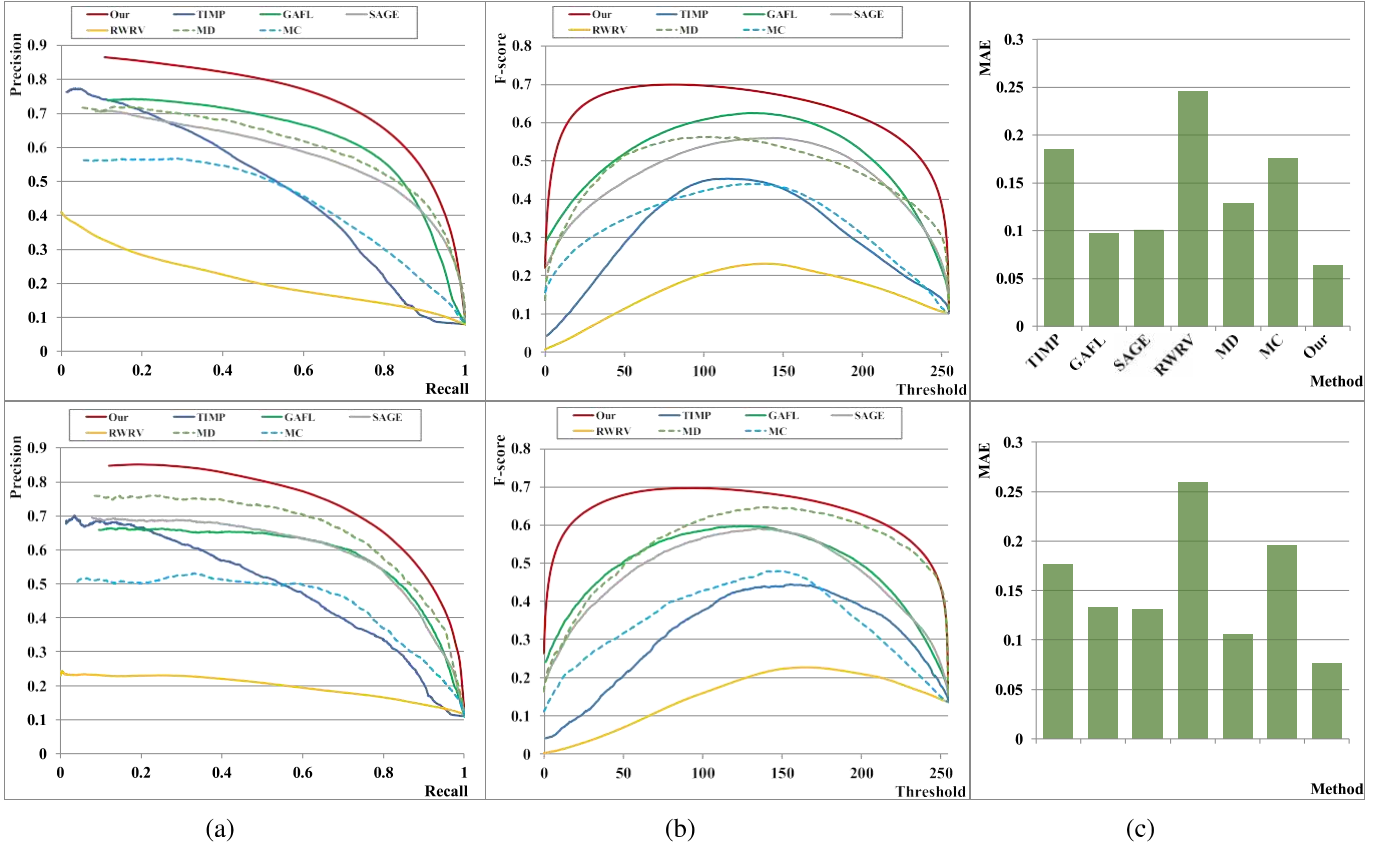 Our TIMP GAFL SAGE
RWRV MD MC
Precision
0.9
0.8
0.7
0.6
0.5
0.4
0.3
0.2
0.1
0
0 0.2 0.4 0.6 0.8 1
Recall
Our TIMP GAFL SAGE
RWRV MD MC
F-score
0.8
0.7
0.6
0.5
0.4
0.3
0.2
0.1
0
0 50 100 150 200 250
Threshold
MAE
0.3
0.25
0.2
0.15
0.1
0.05
0
TIMP GAFL SAGE RWRV MD MC Our
Method
Our TIMP GAFL SAGE
RWRV MD MC
Precision
0.9
0.8
0.7
0.6
0.5
0.4
0.3
0.2
0.1
0
0 0.2 0.4 0.6 0.8 1
Recall
Our TIMP GAFL SAGE
RWRV MD MC
F-score
0.8
0.7
0.6
0.5
0.4
0.3
0.2
0.1
0
0 50 100 150 200 250
Threshold
MAE
0.3
0.25
0.2
0.15
0.1
0.05
0
Method
(a) (b) (c)